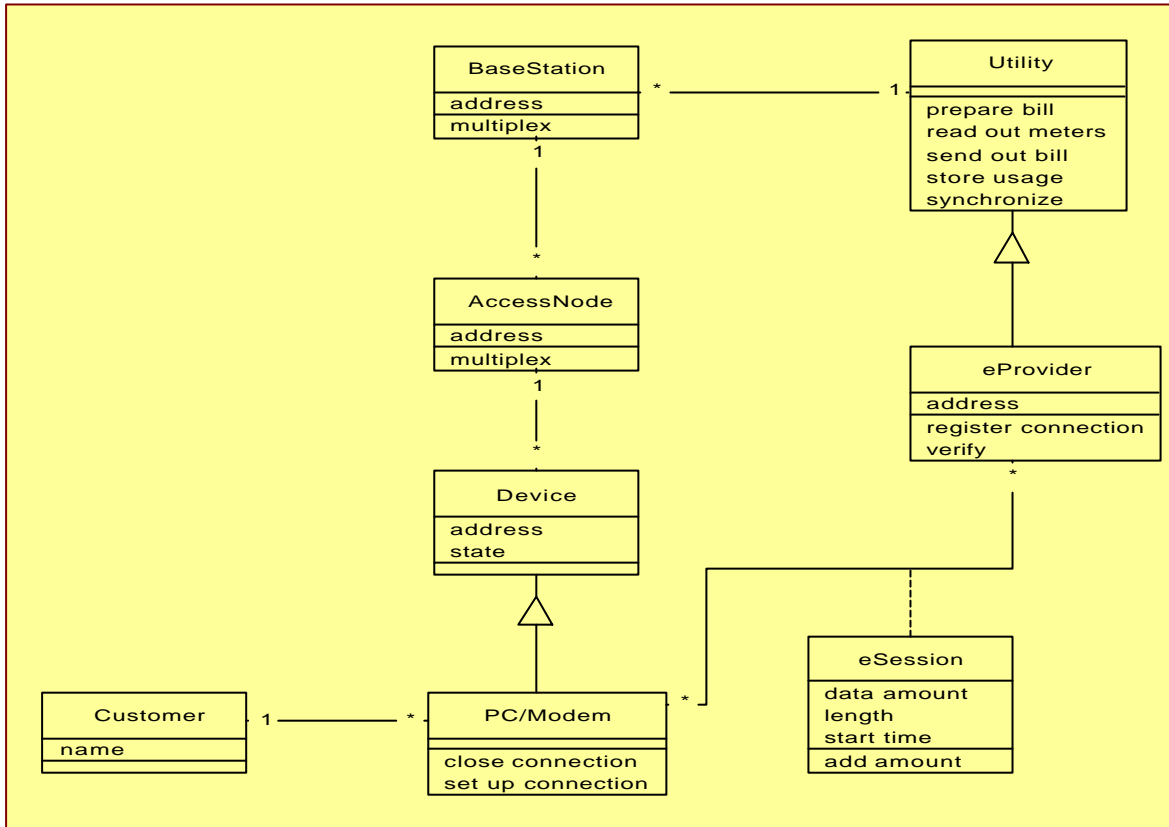 BaseStation
address
multiplex
*
1
Utility
prepare bill
read out meters
send out bill
store usage
synchronize
1
*
AccessNode
address
multiplex
1
*
eProvider
address
register connection
verify
*
Device
address
state
eSession
data amount
length
start time
add amount
Customer
name
1
*
PC/Modem
close connection
set up connection
*